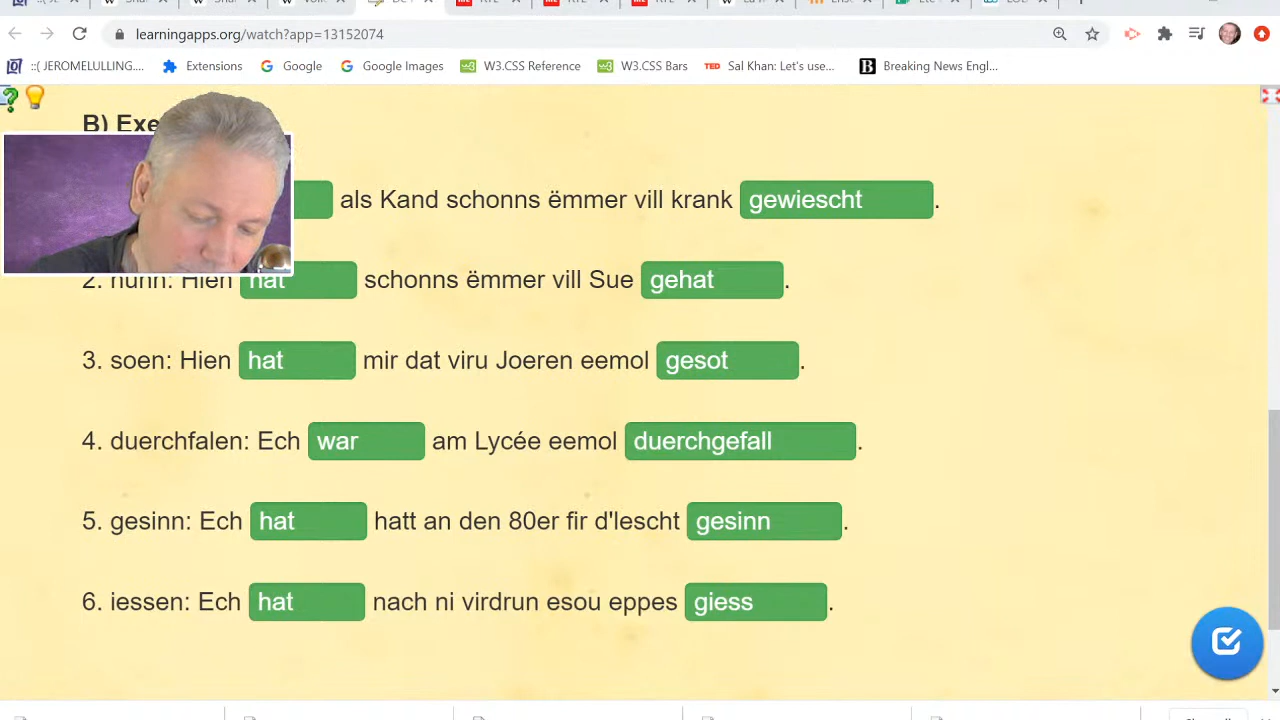 learningapps.org/watch?app=13152074
::( JEROMELULLING.... Extensions Google Google Images W3.CSS Reference W3.CSS Bars TED Sal Khan: Let's use... B Breaking News Engl...
B) Exe
als Kand schonns ëmmer vill krank gewiescht .
2. hunn: Hien hat schonns ëmmer vill Sue gehat .
3. soen: Hien hat mir dat viru Joeren eemol gesot .
4. duerchfalen: Ech war am Lycée eemol duerchgefall .
5. gesinn: Ech hat hatt an den 80er fir d'lescht gesinn .
6. iessen: Ech hat nach ni virdrun esou eppes giess .